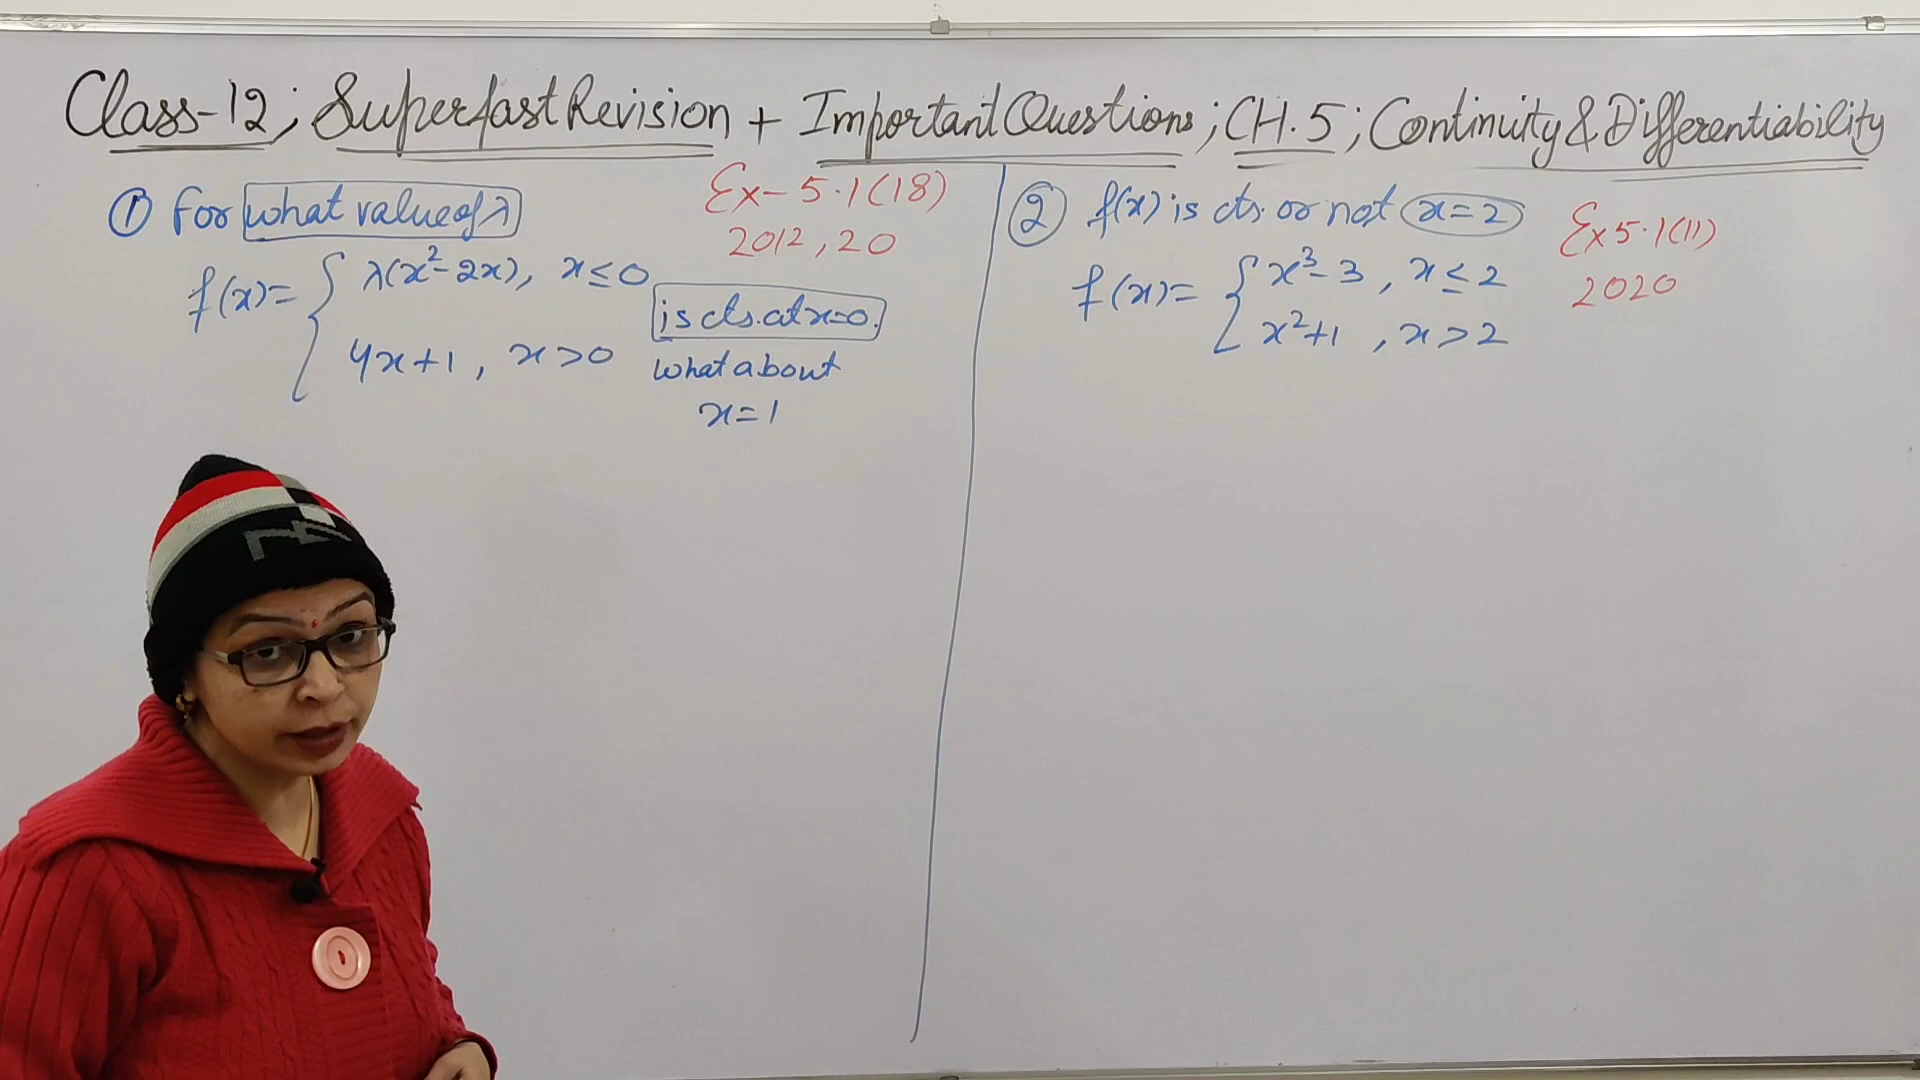 Class-12; Superfast Revision + Important Questions; CH.5; Continuity & Differentiability
① For what value of λ
Ex-5.1(18)
2012, 20
f(x)= { λ(x²-2x), x≤0
4x+1, x>0
is cts. at x=0.
what about
x=1
② f(x) is cts. or not x=2
Ex 5.1(11)
2020
f(x)= { x³-3, x≤2
x²+1, x>2